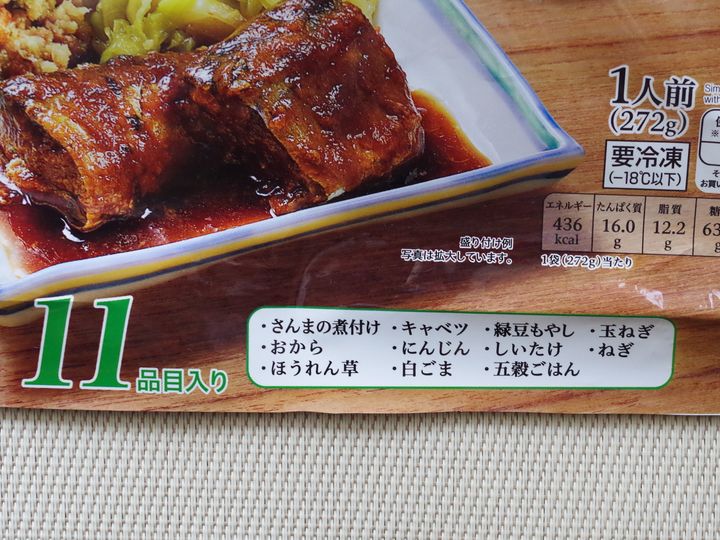 1人前
(272g)
要冷凍
(−18℃以下)
エネルギー たんぱく質 脂質
436 16.0 12.2 63
kcal g g
1袋(272g)当たり
盛り付け例
写真は拡大しています。
11品目入り
・さんまの煮付け ・キャベツ ・緑豆もやし ・玉ねぎ
・おから ・にんじん ・しいたけ ・ねぎ
・ほうれん草 ・白ごま ・五穀ごはん